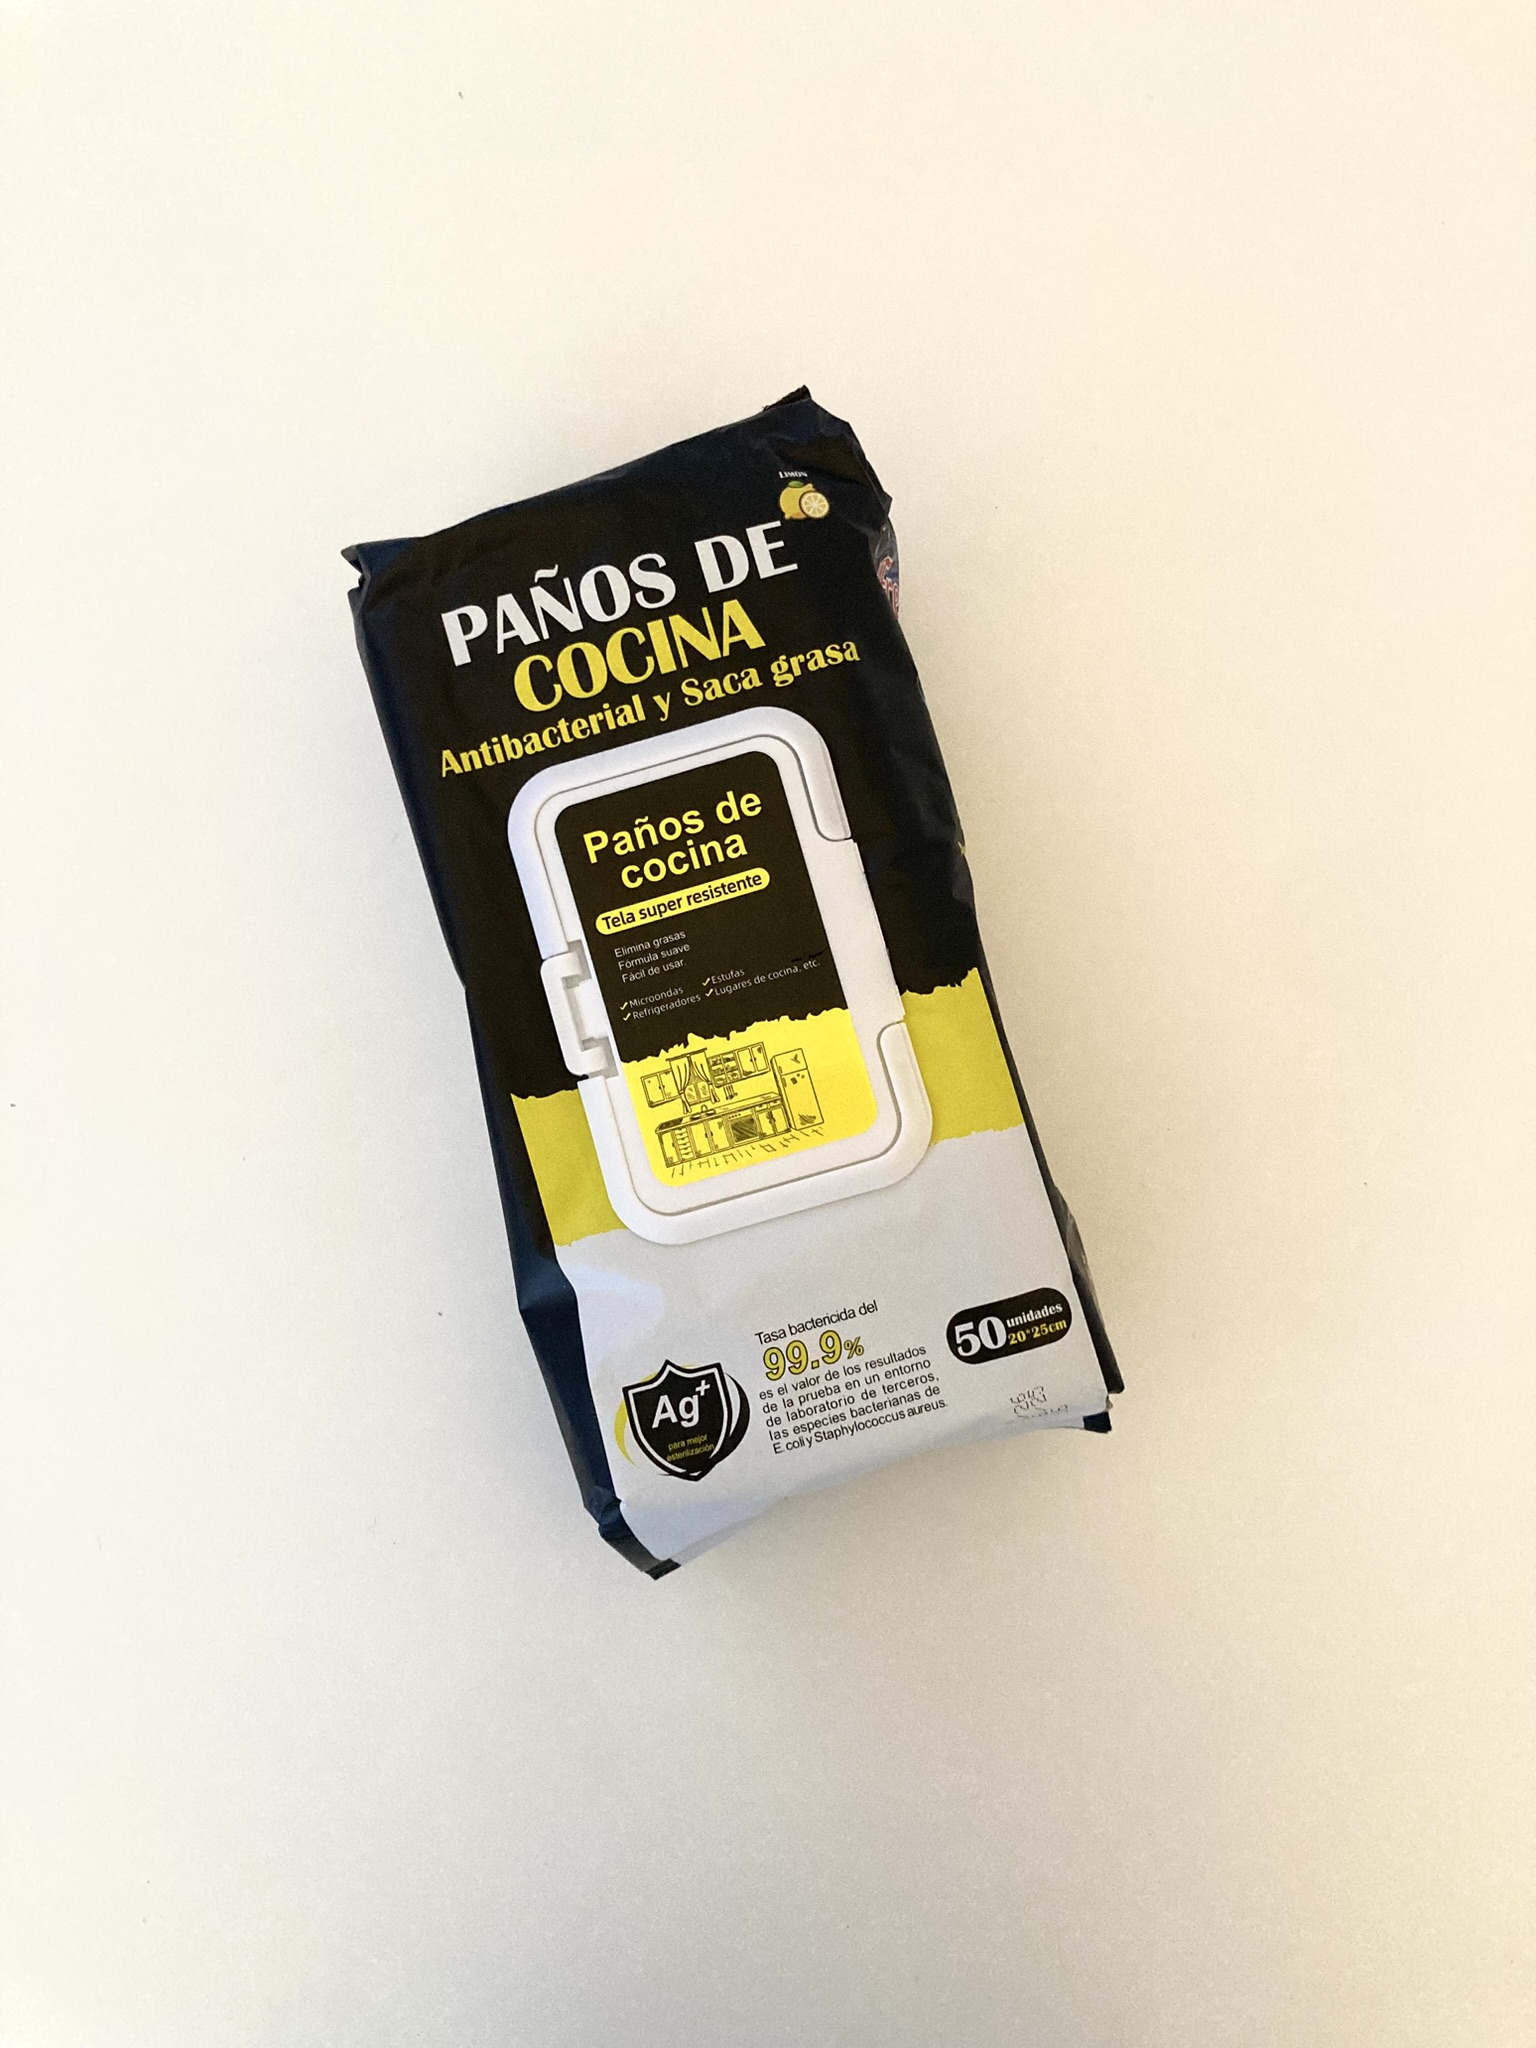 LIMÓN
PAÑOS DE
COCINA
Antibacterial y Saca grasa
Paños de
cocina
Tela super resistente
Elimina grasas
Fórmula suave
Fácil de usar
Microondas
Estufas
Refrigeradores
Lugares de cocina, etc.
Tasa bactericida del
99.9%
es el valor de los resultados
de la prueba en un entorno
de laboratorio de terceros,
las especies bacterianas de
E. coli y Staphylococcus aureus.
Ag+
para mejor
esterilización
50 unidades
20*25cm